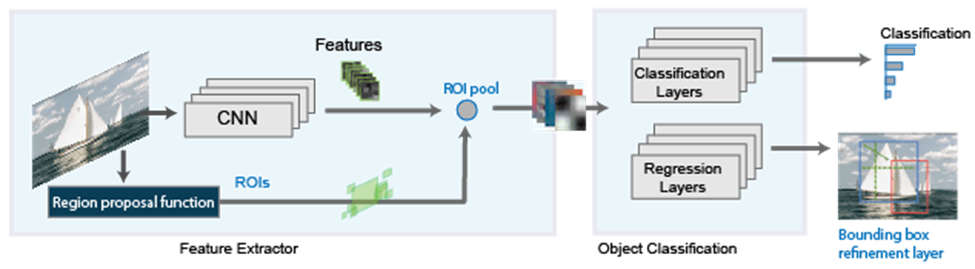 Features
Classification
ROI pool
Classification
Layers
CNN
Regression
Layers
ROIs
Region proposal function
Bounding box
refinement layer
Feature Extractor
Object Classification